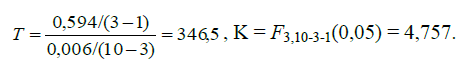 T = 0,594/(3−1) / 0,006/(10−3) = 346,5 , K = F3,10-3-1(0,05) = 4,757.